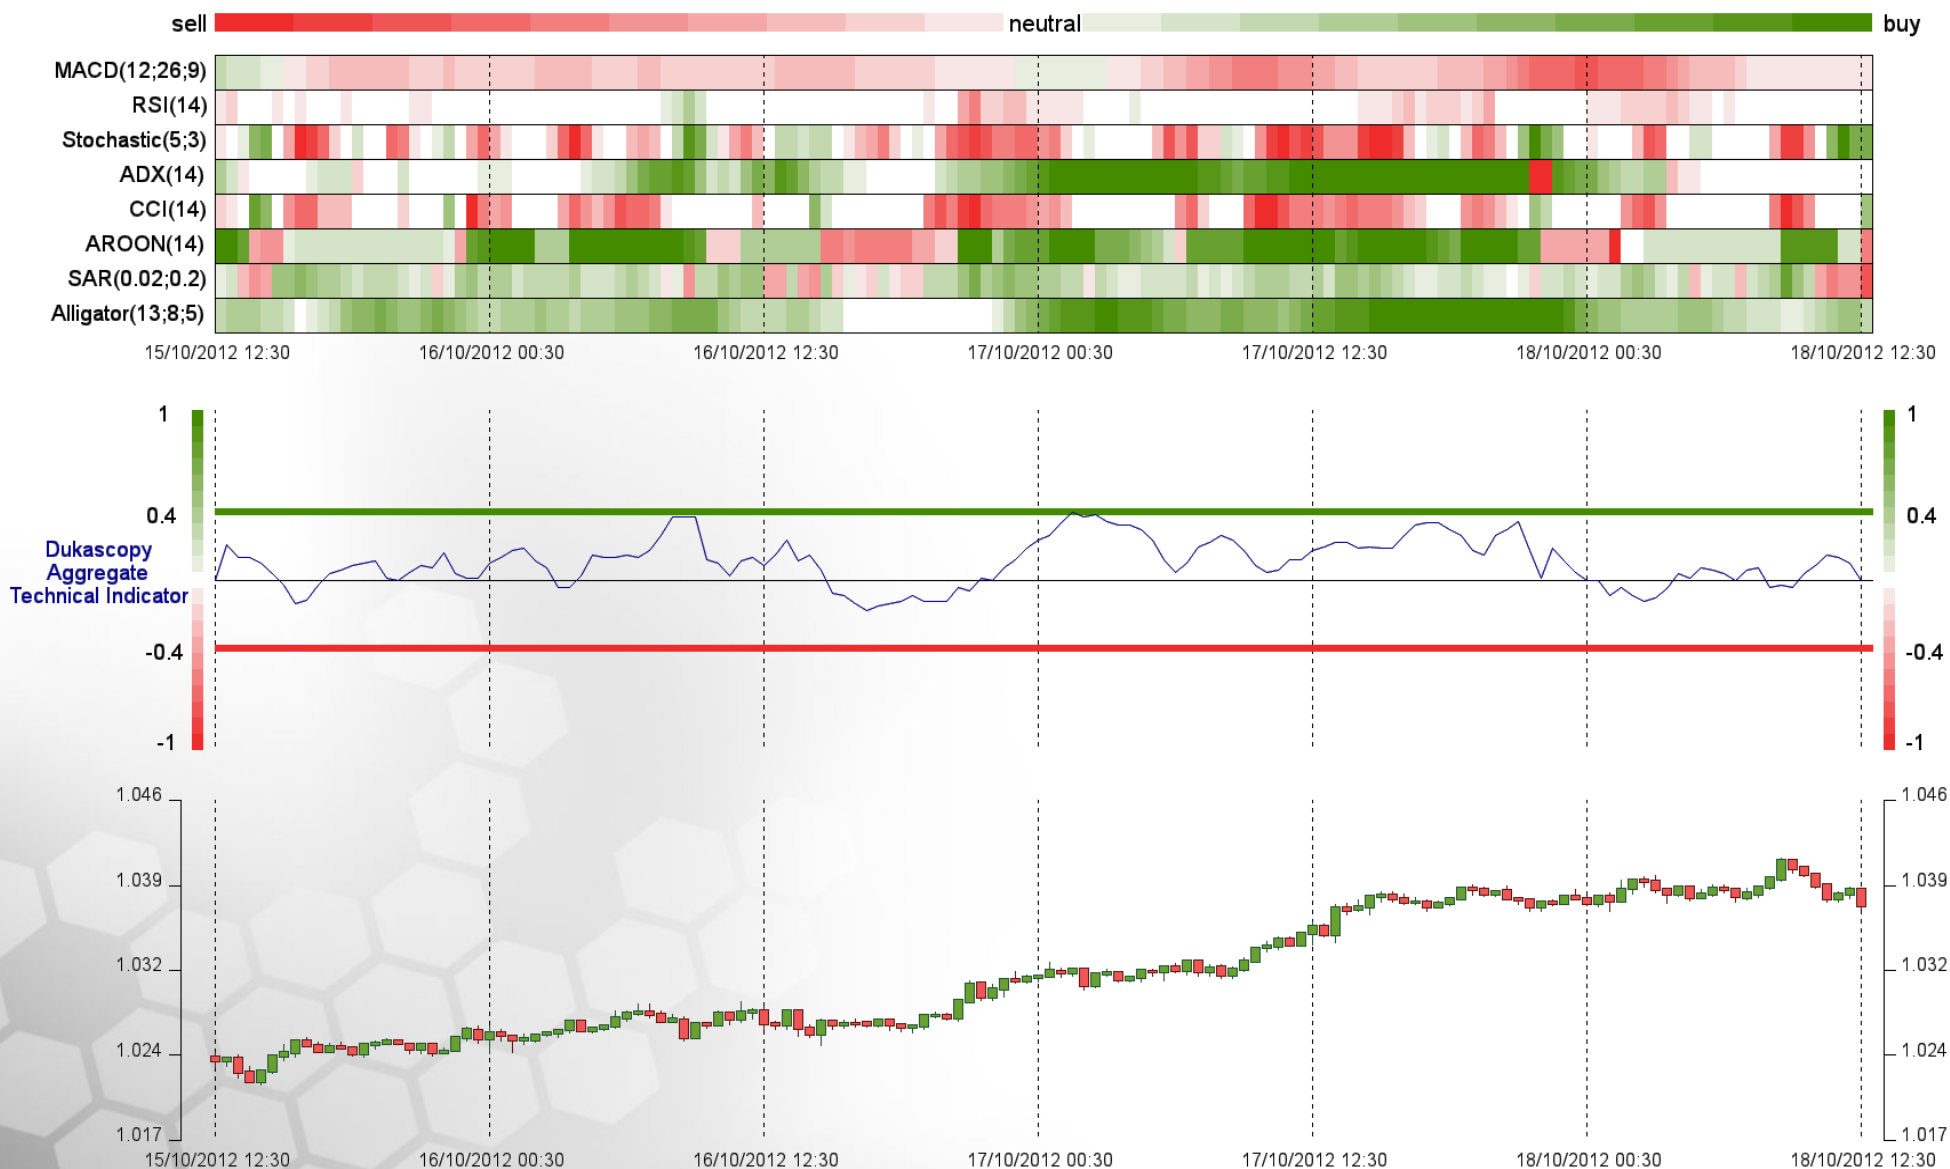 sell neutral buy
MACD(12;26;9)
RSI(14)
Stochastic(5;3)
ADX(14)
CCI(14)
AROON(14)
SAR(0.02;0.2)
Alligator(13;8;5)
15/10/2012 12:30 16/10/2012 00:30 16/10/2012 12:30 17/10/2012 00:30 17/10/2012 12:30 18/10/2012 00:30 18/10/2012 12:30
1 1
0.4 0.4
Dukascopy
Aggregate
Technical Indicator
-0.4 -0.4
-1 -1
1.046 1.046
1.039 1.039
1.032 1.032
1.024 1.024
1.017 1.017
15/10/2012 12:30 16/10/2012 00:30 16/10/2012 12:30 17/10/2012 00:30 17/10/2012 12:30 18/10/2012 00:30 18/10/2012 12:30